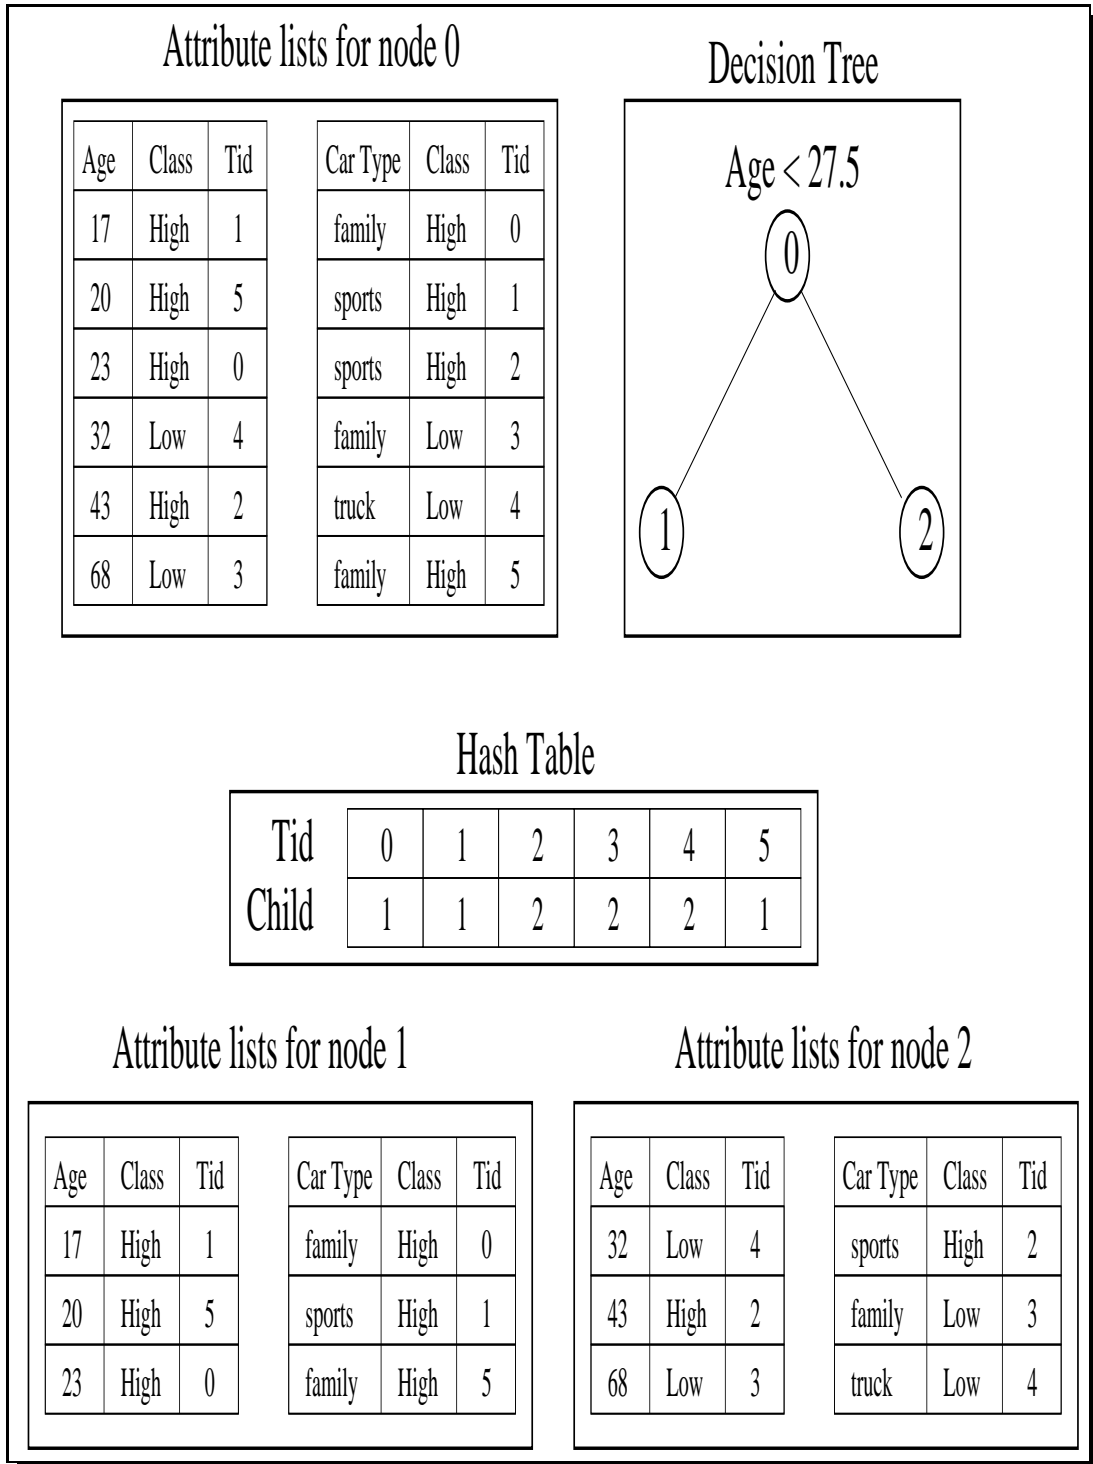 Attribute lists for node 0
Age Class Tid
17 High 1
20 High 5
23 High 0
32 Low 4
43 High 2
68 Low 3
Car Type Class Tid
family High 0
sports High 1
sports High 2
family Low 3
truck Low 4
family High 5
Decision Tree
Age < 27.5
0
1
2
Hash Table
Tid 0 1 2 3 4 5
Child 1 1 2 2 2 1
Attribute lists for node 1
Age Class Tid
17 High 1
20 High 5
23 High 0
Car Type Class Tid
family High 0
sports High 1
family High 5
Attribute lists for node 2
Age Class Tid
32 Low 4
43 High 2
68 Low 3
Car Type Class Tid
sports High 2
family Low 3
truck Low 4